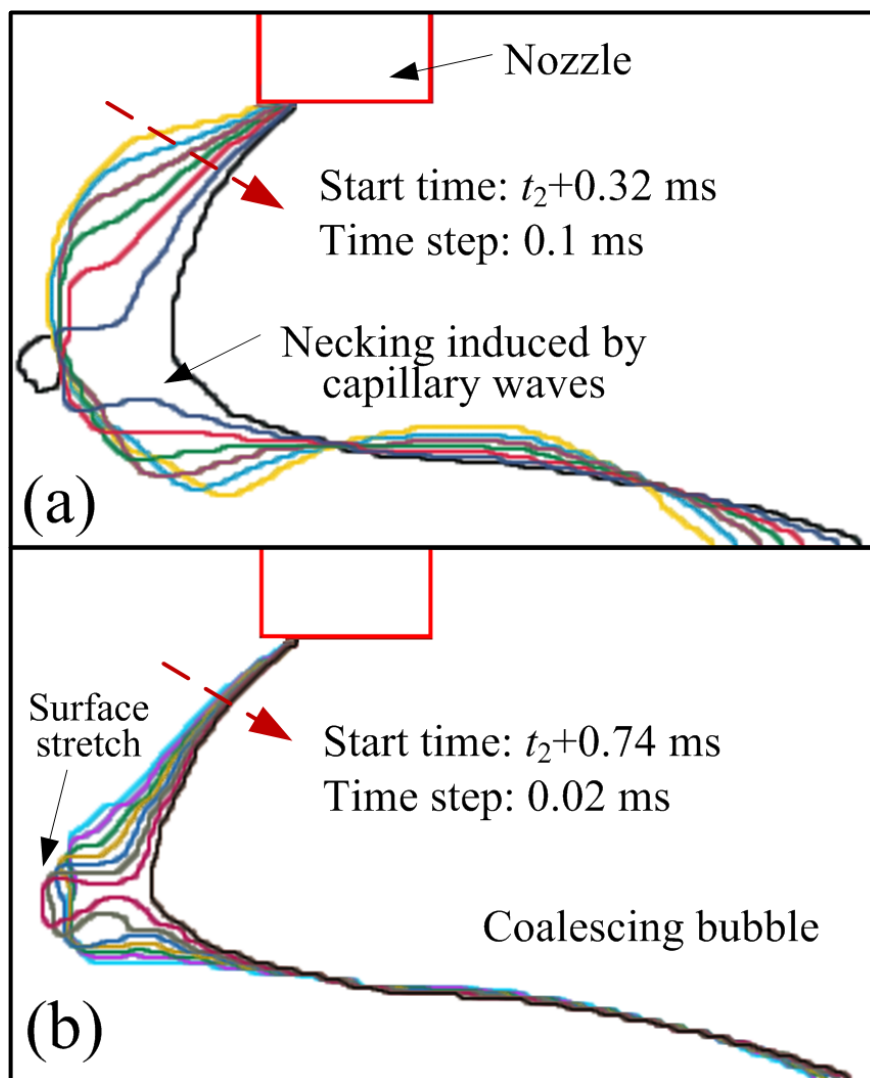 Nozzle
Start time: t₂+0.32 ms
Time step: 0.1 ms
Necking induced by
capillary waves
(a)
Surface
stretch
Start time: t₂+0.74 ms
Time step: 0.02 ms
Coalescing bubble
(b)